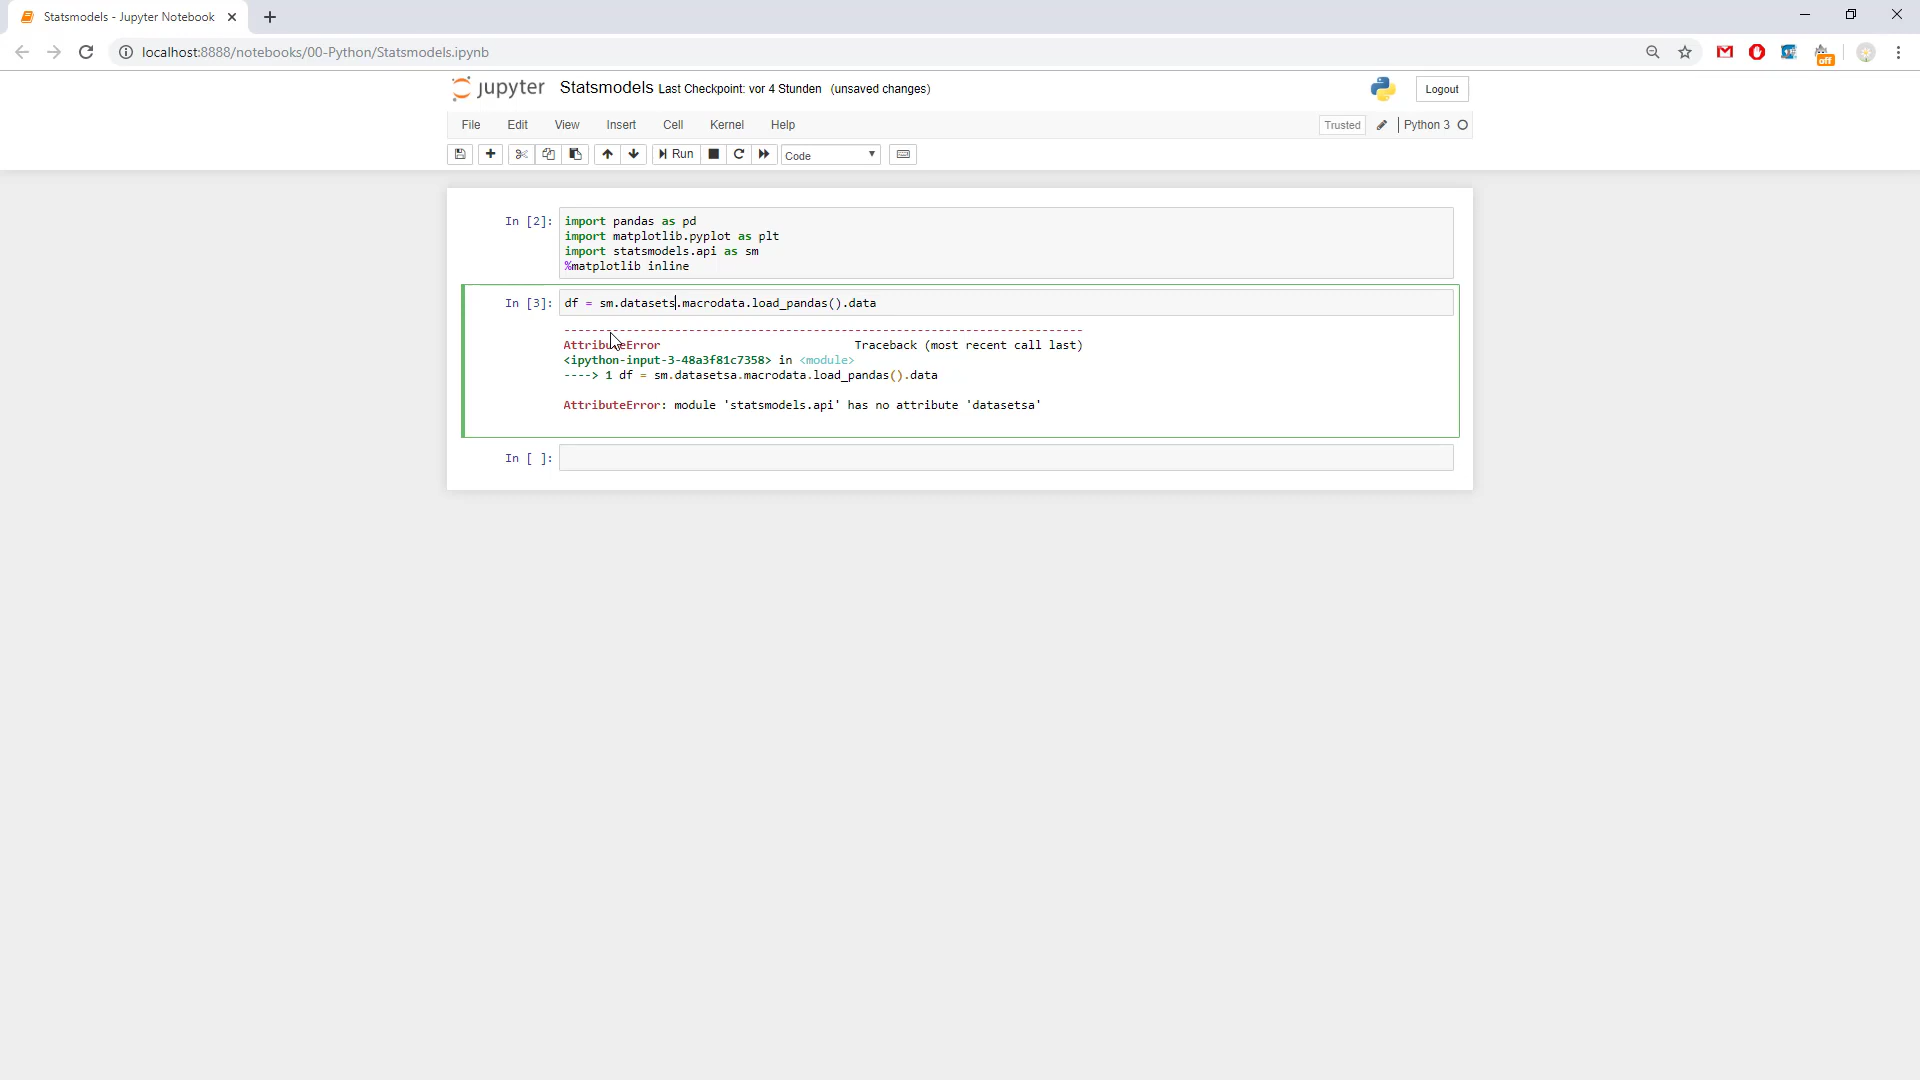 Statsmodels - Jupyter Notebook
localhost:8888/notebooks/00-Python/Statsmodels.ipynb
off
jupyter Statsmodels Last Checkpoint: vor 4 Stunden (unsaved changes)
Logout
File Edit View Insert Cell Kernel Help
Trusted Python 3
Run Code
In [2]: import pandas as pd
import matplotlib.pyplot as plt
import statsmodels.api as sm
%matplotlib inline
In [3]: df = sm.datasets.macrodata.load_pandas().data
---------------------------------------------------------------------------
AttributeError Traceback (most recent call last)
<ipython-input-3-48a3f81c7358> in <module>
----> 1 df = sm.datasetsa.macrodata.load_pandas().data
AttributeError: module 'statsmodels.api' has no attribute 'datasetsa'
In [ ]: